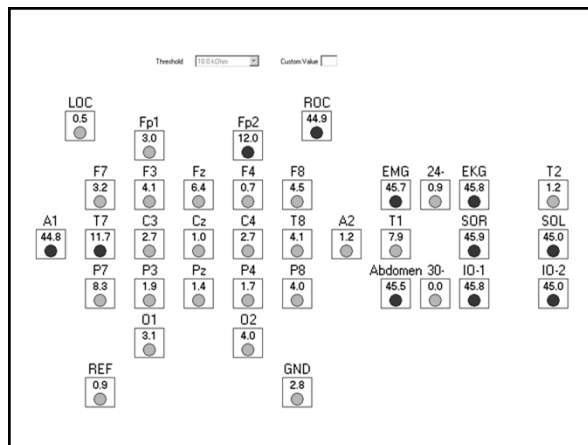 Threshold 10.0 kOhm Custom Value
LOC ROC
0.5 44.9
Fp1 Fp2
3.0 12.0
F7 F3 Fz F4 F8 EMG 24- EKG T2
3.2 4.1 6.4 0.7 4.5 45.7 0.9 45.8 1.2
A1 T7 C3 Cz C4 T8 A2 T1 SOR SOL
44.8 11.7 2.7 1.0 2.7 4.1 1.2 7.9 45.9 45.0
P7 P3 Pz P4 P8 Abdomen 30- IO-1 IO-2
8.3 1.9 1.4 1.7 4.0 45.5 0.0 45.8 45.0
O1 O2
3.1 4.0
REF GND
0.9 2.8